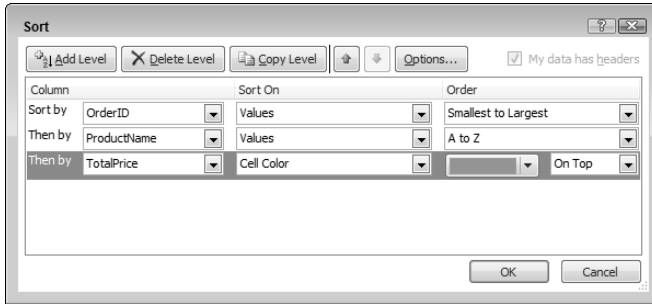 Sort
Add Level Delete Level Copy Level Options... My data has headers
Column Sort On Order
Sort by OrderID Values Smallest to Largest
Then by ProductName Values A to Z
Then by TotalPrice Cell Color On Top
OK Cancel